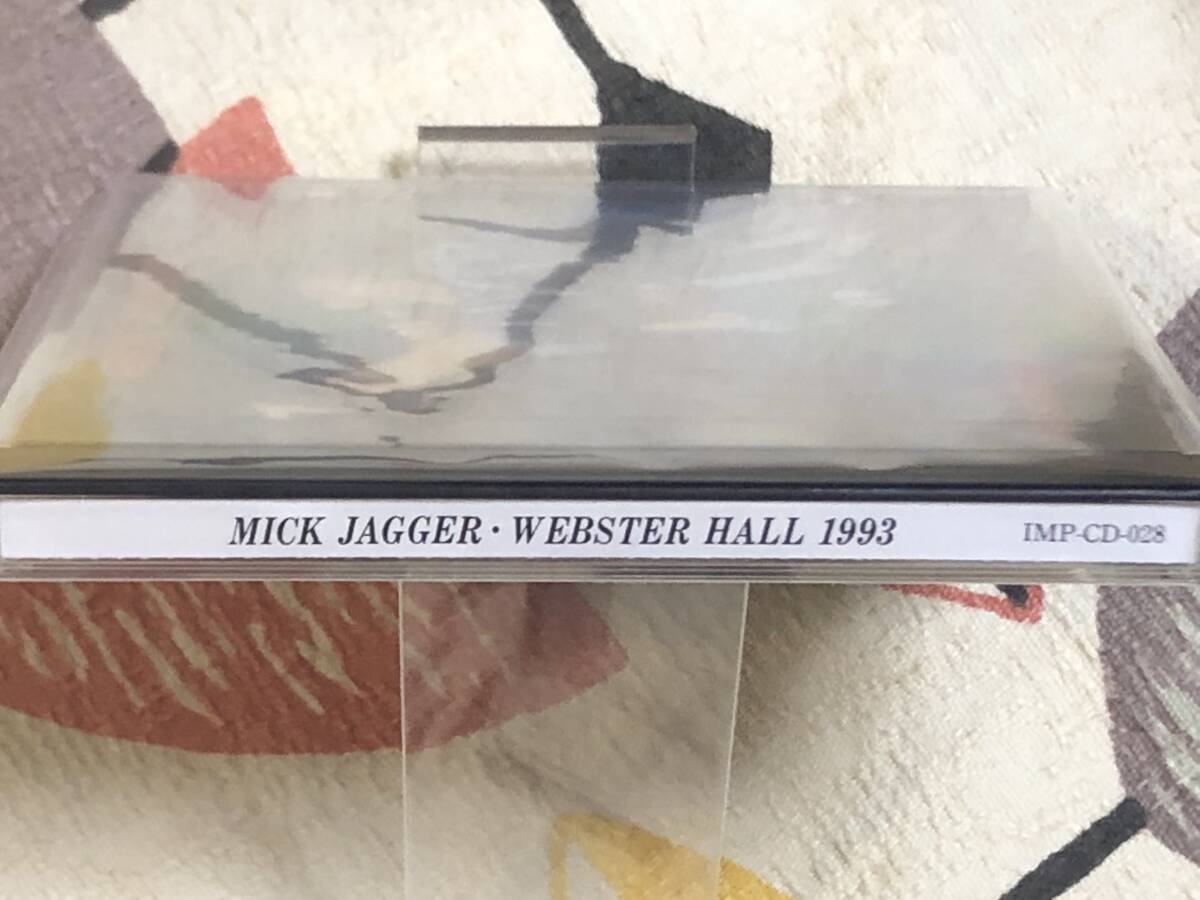 MICK JAGGER · WEBSTER HALL 1993 IMP-CD-028